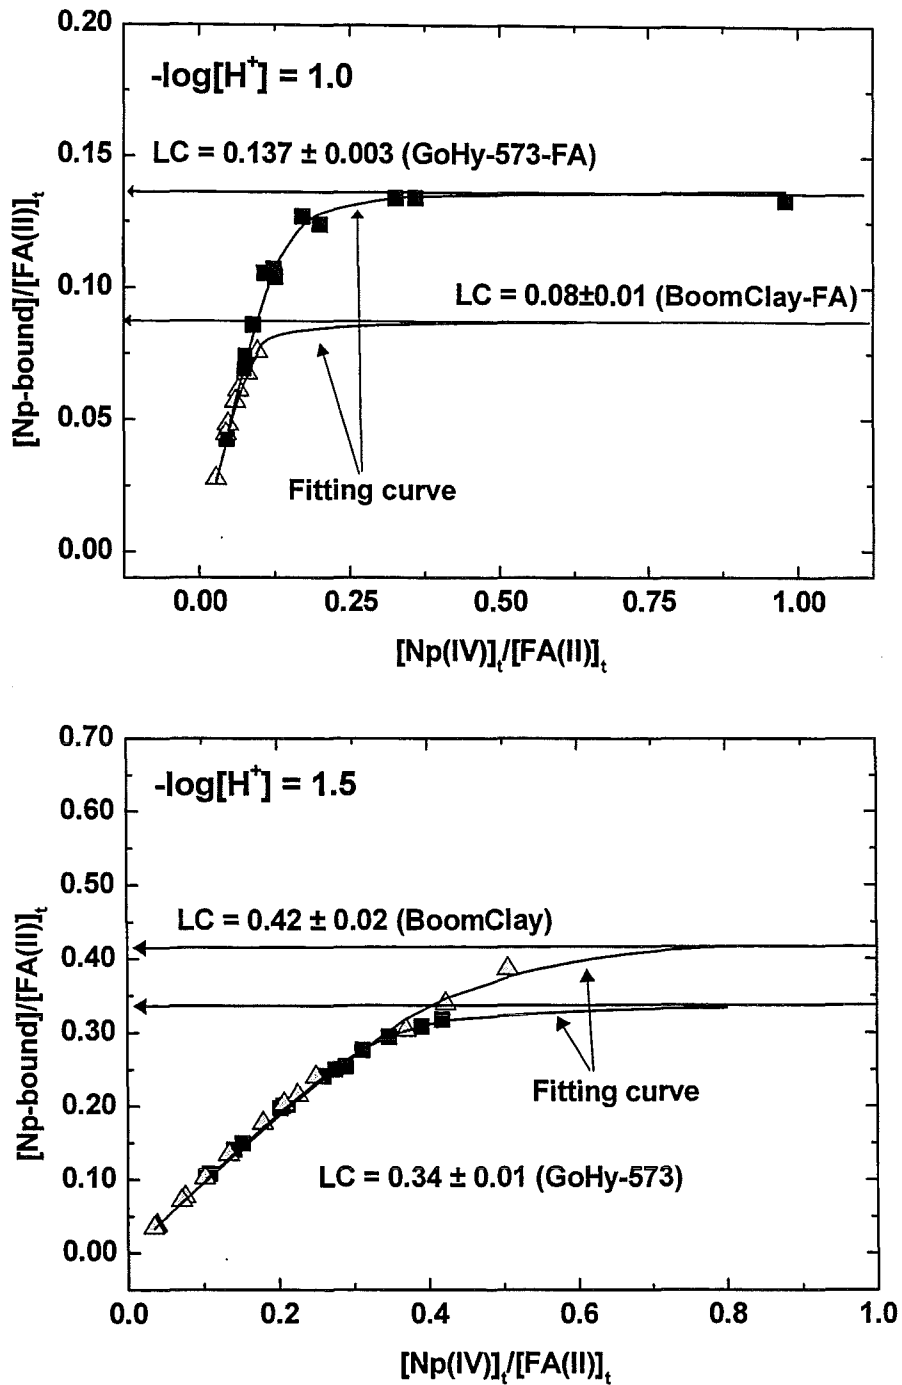 -log[H+] = 1.0
LC = 0.137 ± 0.003 (GoHy-573-FA)
LC = 0.08±0.01 (BoomClay-FA)
Fitting curve
0.20
0.15
0.10
0.05
0.00
[Np-bound]/[FA(II)]t
0.00 0.25 0.50 0.75 1.00
[Np(IV)]t/[FA(II)]t
-log[H+] = 1.5
LC = 0.42 ± 0.02 (BoomClay)
Fitting curve
LC = 0.34 ± 0.01 (GoHy-573)
0.70
0.60
0.50
0.40
0.30
0.20
0.10
0.00
[Np-bound]/[FA(II)]t
0.0 0.2 0.4 0.6 0.8 1.0
[Np(IV)]t/[FA(II)]t